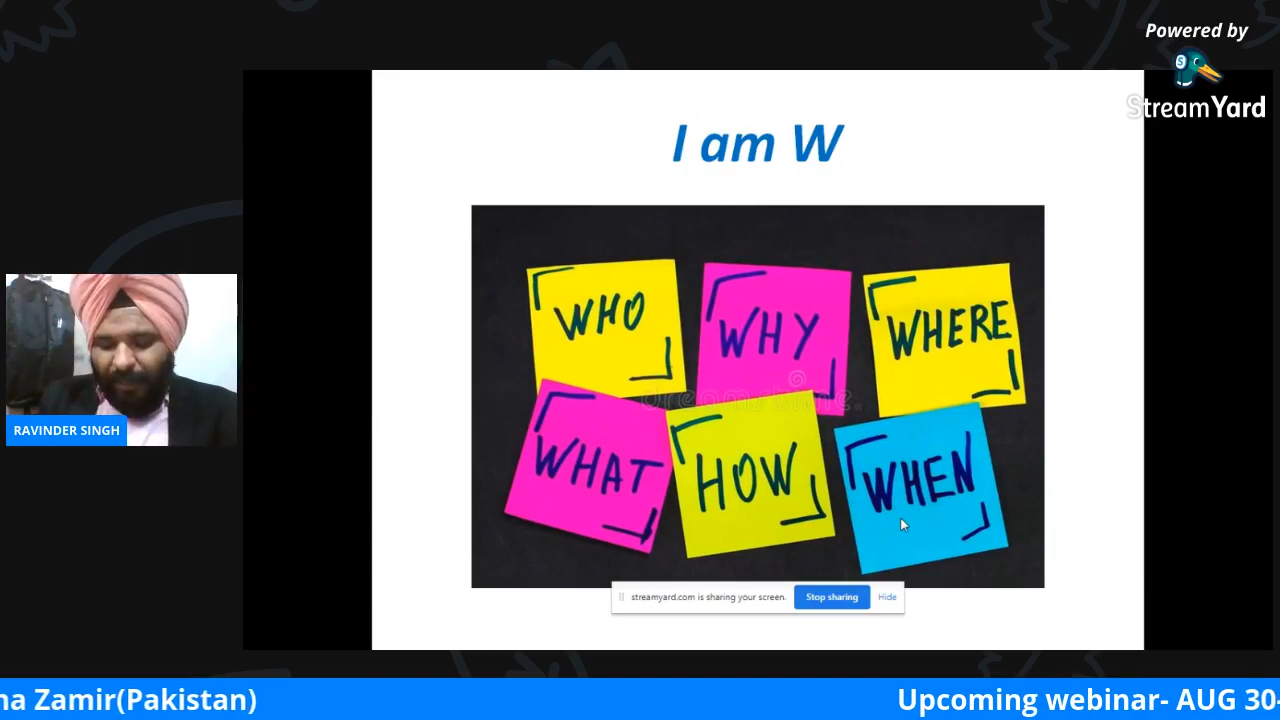 Powered by
StreamYard
I am W
WHO
WHY
WHERE
WHAT
HOW
WHEN
dreamstime.
RAVINDER SINGH
streamyard.com is sharing your screen.
Stop sharing
Hide
na Zamir(Pakistan)
Upcoming webinar- AUG 30-